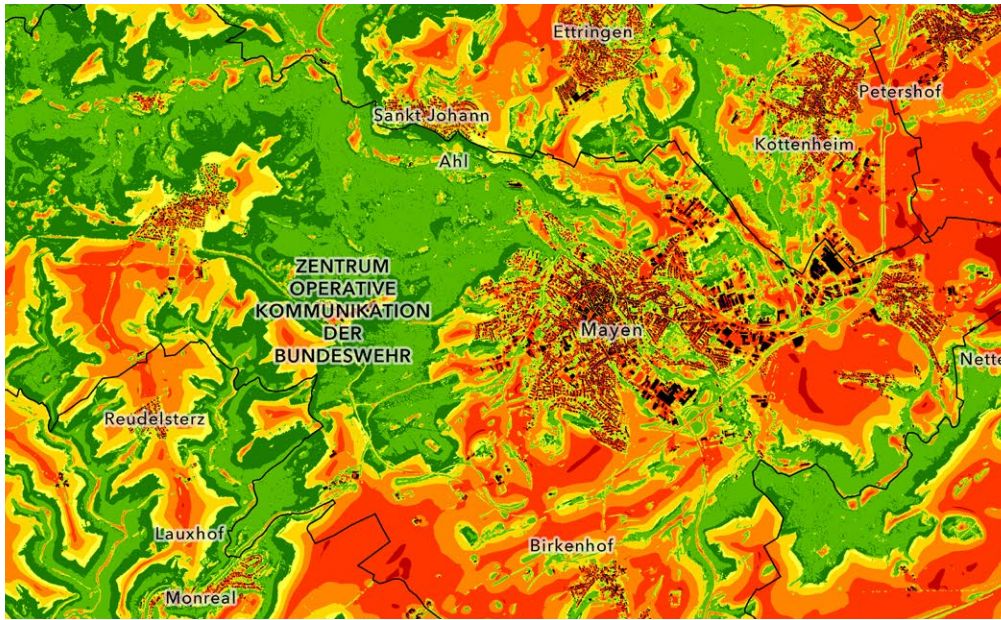 Ettringen
Petershof
Sankt Johann
Kottenheim
Ahl
ZENTRUM
OPERATIVE
KOMMUNIKATION
DER
BUNDESWEHR
Mayen
Nette
Reudelsterz
Lauxhof
Birkenhof
Monreal